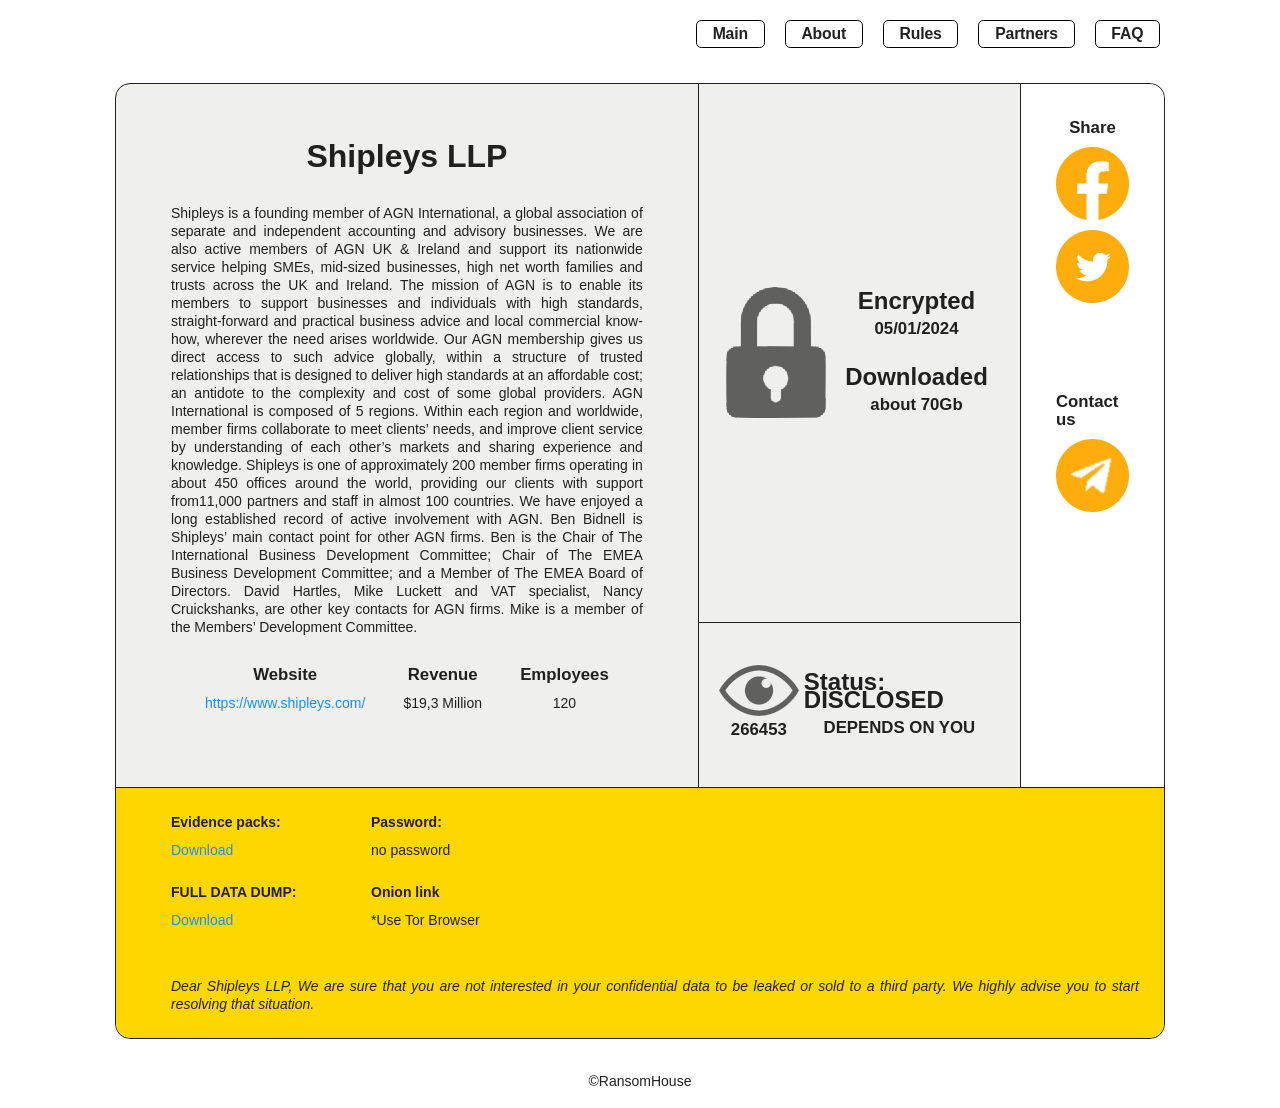 Main
About
Rules
Partners
FAQ
Shipleys LLP
Shipleys is a founding member of AGN International, a global association of
separate and independent accounting and advisory businesses. We are
also active members of AGN UK & Ireland and support its nationwide
service helping SMEs, mid-sized businesses, high net worth families and
trusts across the UK and Ireland. The mission of AGN is to enable its
members to support businesses and individuals with high standards,
straight-forward and practical business advice and local commercial know-
how, wherever the need arises worldwide. Our AGN membership gives us
direct access to such advice globally, within a structure of trusted
relationships that is designed to deliver high standards at an affordable cost;
an antidote to the complexity and cost of some global providers. AGN
International is composed of 5 regions. Within each region and worldwide,
member firms collaborate to meet clients’ needs, and improve client service
by understanding of each other’s markets and sharing experience and
knowledge. Shipleys is one of approximately 200 member firms operating in
about 450 offices around the world, providing our clients with support
from11,000 partners and staff in almost 100 countries. We have enjoyed a
long established record of active involvement with AGN. Ben Bidnell is
Shipleys’ main contact point for other AGN firms. Ben is the Chair of The
International Business Development Committee; Chair of The EMEA
Business Development Committee; and a Member of The EMEA Board of
Directors. David Hartles, Mike Luckett and VAT specialist, Nancy
Cruickshanks, are other key contacts for AGN firms. Mike is a member of
the Members’ Development Committee.
Website
https://www.shipleys.com/
Revenue
$19,3 Million
Employees
120
Encrypted
05/01/2024
Downloaded
about 70Gb
266453
Status:
DISCLOSED
DEPENDS ON YOU
Share
Contact
us
Evidence packs:
Download
Password:
no password
FULL DATA DUMP:
Download
Onion link
*Use Tor Browser
Dear Shipleys LLP, We are sure that you are not interested in your confidential data to be leaked or sold to a third party. We highly advise you to start
resolving that situation.
©RansomHouse